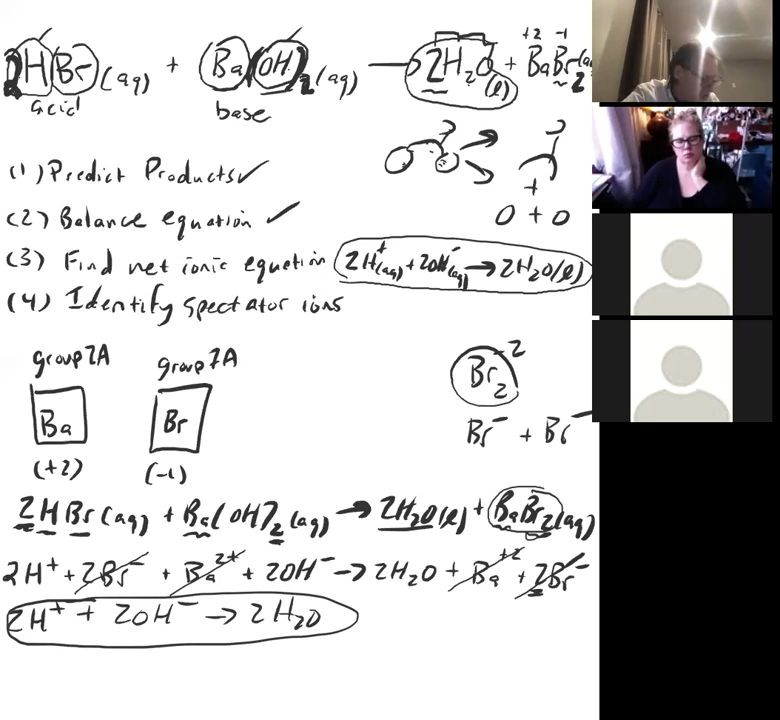 +2 -1
2HBr(aq) + Ba(OH)2(aq) → 2H2O(l) + BaBr2(aq)
acid base
(1) Predict Products ✓
(2) Balance equation ✓
+
O + O
(3) Find net ionic equation 2H+(aq) + 2OH-(aq) → 2H2O(l)
(4) Identify spectator ions
group 2A group 7A
Ba Br
(+2) (-1)
Br2 -2
Br- + Br-
2HBr(aq) + Ba(OH)2(aq) → 2H2O(l) + BaBr2(aq)
2H+ + 2Br- + Ba2+ + 2OH- → 2H2O + Ba+2 + 2Br-
2H+ + 2OH- → 2H2O